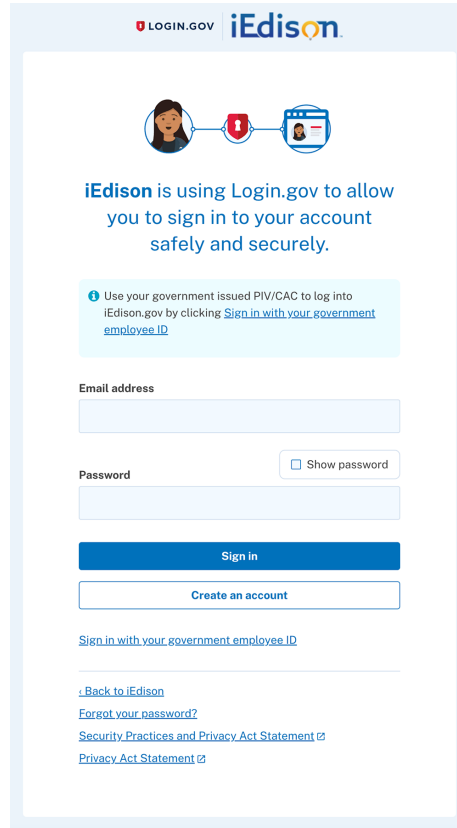 LOGIN.GOV iEdison.
iEdison is using Login.gov to allow
you to sign in to your account
safely and securely.
Use your government issued PIV/CAC to log into
iEdison.gov by clicking Sign in with your government
employee ID
Email address
Show password
Password
Sign in
Create an account
Sign in with your government employee ID
‹ Back to iEdison
Forgot your password?
Security Practices and Privacy Act Statement
Privacy Act Statement